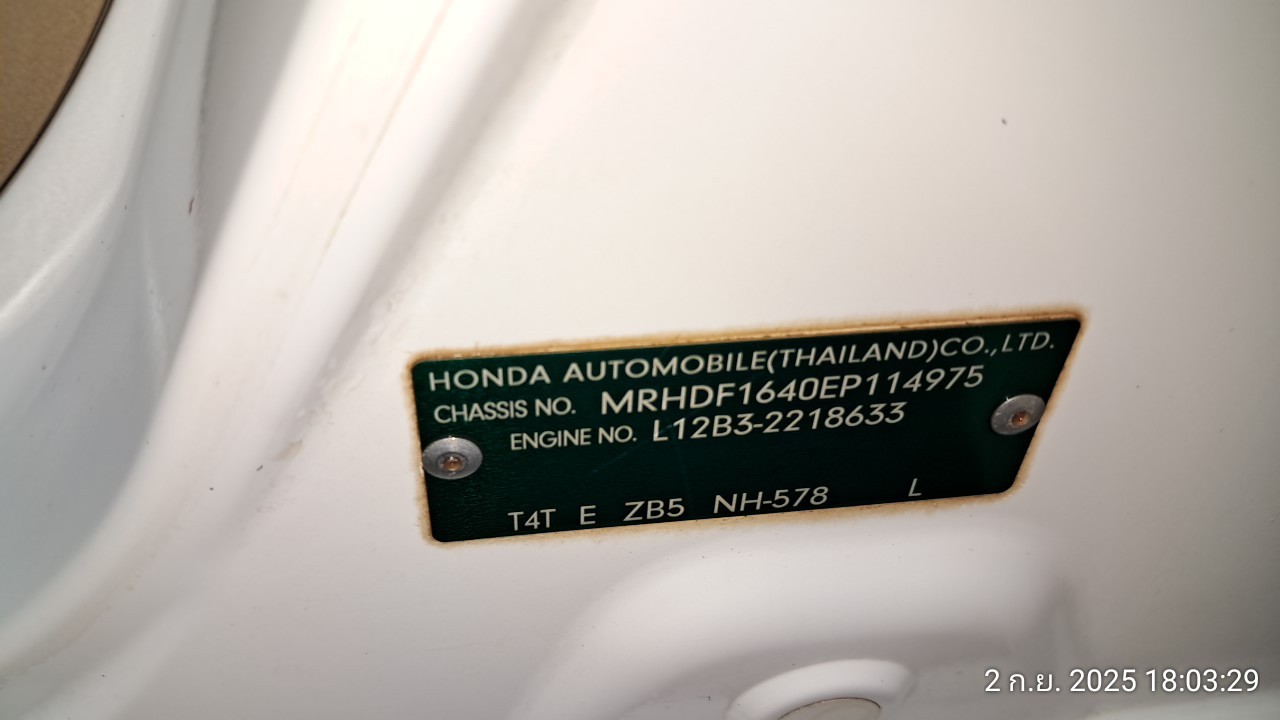 HONDA AUTOMOBILE(THAILAND)CO.,LTD.
CHASSIS NO. MRHDF1640EP114975
ENGINE NO. L12B3-2218633
T4T E ZB5 NH-578 L
2 ก.ย. 2025 18:03:29